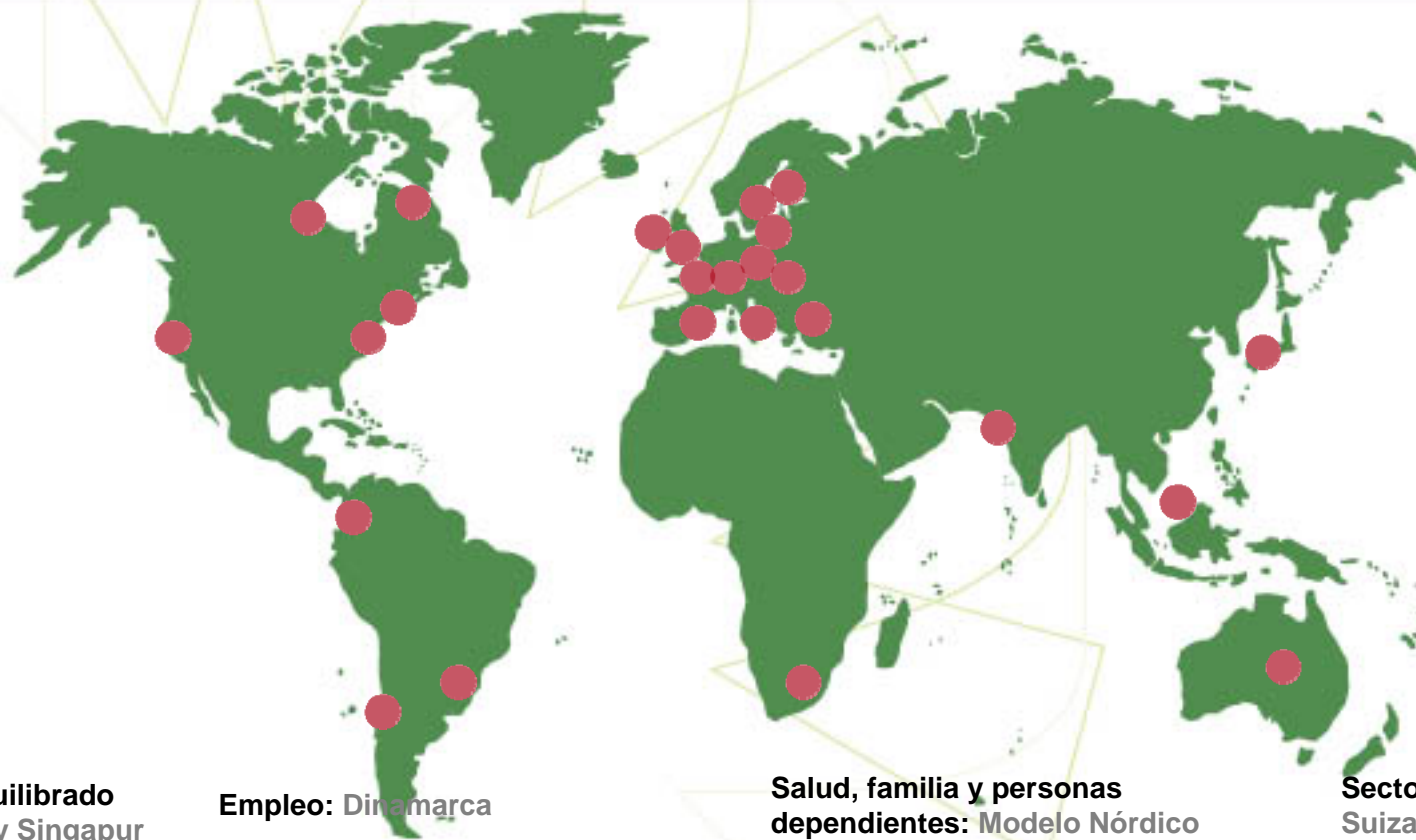 uilibrado
y Singapur
Empleo: Dinamarca
Salud, familia y personas
dependientes: Modelo Nórdico
Secto
Suiza